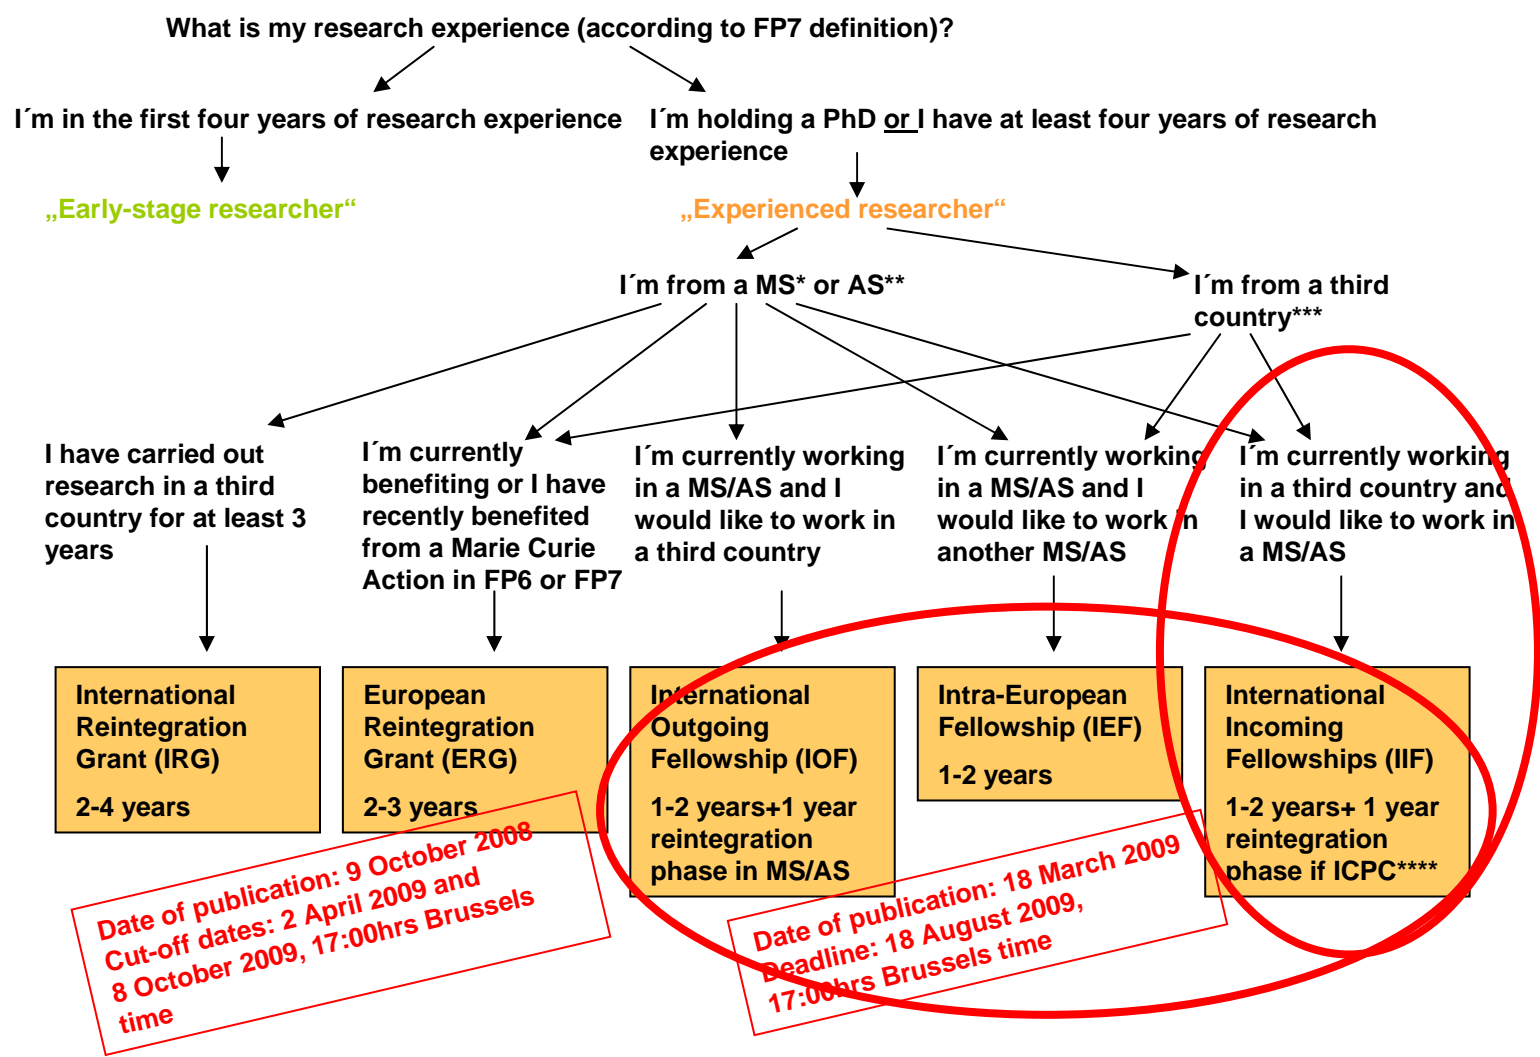 What is my research experience (according to FP7 definition)?
I´m in the first four years of research experience
I´m holding a PhD or I have at least four years of research
experience
„Early-stage researcher“
„Experienced researcher“
I´m from a MS* or AS**
I´m from a third
country***
I have carried out
research in a third
country for at least 3
years
I´m currently
benefiting or I have
recently benefited
from a Marie Curie
Action in FP6 or FP7
I´m currently working
in a MS/AS and I
would like to work in
a third country
I´m currently working
in a MS/AS and I
would like to work in
another MS/AS
I´m currently working
in a third country and
I would like to work in
a MS/AS
International
Reintegration
Grant (IRG)
2-4 years
European
Reintegration
Grant (ERG)
2-3 years
International
Outgoing
Fellowship (IOF)
1-2 years+1 year
reintegration
phase in MS/AS
Intra-European
Fellowship (IEF)
1-2 years
International
Incoming
Fellowships (IIF)
1-2 years+ 1 year
reintegration
phase if ICPC****
Date of publication: 9 October 2008
Cut-off dates: 2 April 2009 and
8 October 2009, 17:00hrs Brussels
time
Date of publication: 18 March 2009
Deadline: 18 August 2009,
17:00hrs Brussels time